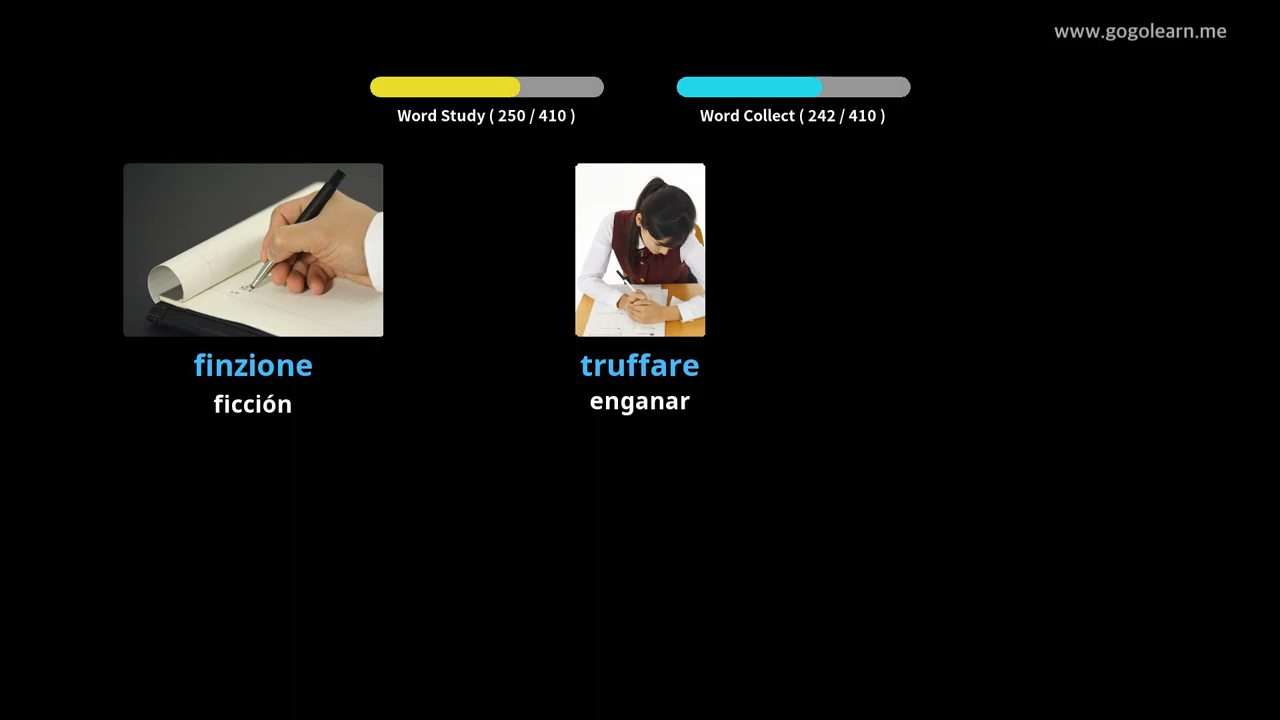 www.gogolearn.me
Word Study ( 250 / 410 )
Word Collect ( 242 / 410 )
finzione
ficción
truffare
enganar